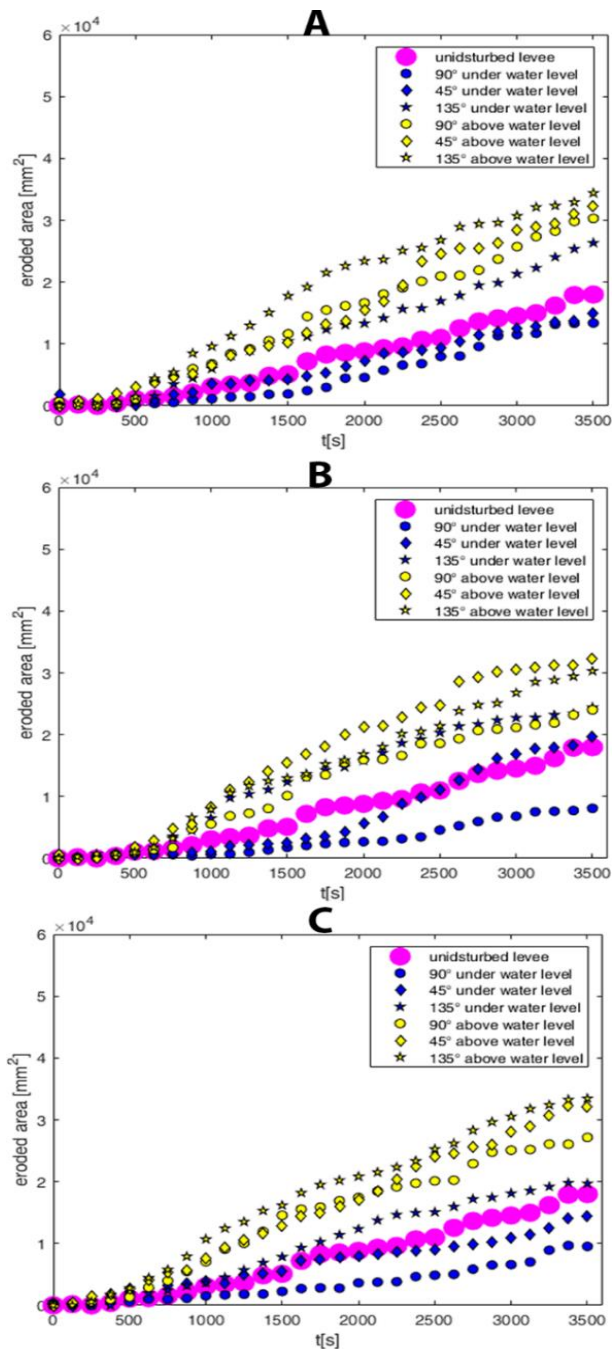 A
×10⁴
6
5
4
3
2
1
0
eroded area [mm²]
unidsturbed levee
90° under water level
45° under water level
135° under water level
90° above water level
45° above water level
135° above water level
0 500 1000 1500 2000 2500 3000 3500
t[s]
B
×10⁴
6
5
4
3
2
1
0
eroded area [mm²]
unidsturbed levee
90° under water level
45° under water level
135° under water level
90° above water level
45° above water level
135° above water level
0 500 1000 1500 2000 2500 3000 3500
t[s]
C
×10⁴
6
5
4
3
2
1
0
eroded area [mm²]
unidsturbed levee
90° under water level
45° under water level
135° under water level
90° above water level
45° above water level
135° above water level
0 500 1000 1500 2000 2500 3000 3500
t[s]